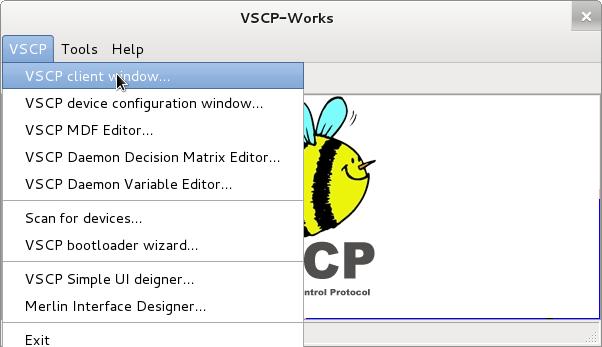 VSCP-Works
VSCP Tools Help
VSCP client window...
VSCP device configuration window...
VSCP MDF Editor...
VSCP Daemon Decision Matrix Editor...
VSCP Daemon Variable Editor...
Scan for devices...
VSCP bootloader wizard...
VSCP Simple UI deigner...
Merlin Interface Designer...
Exit
CP
ntrol Protocol